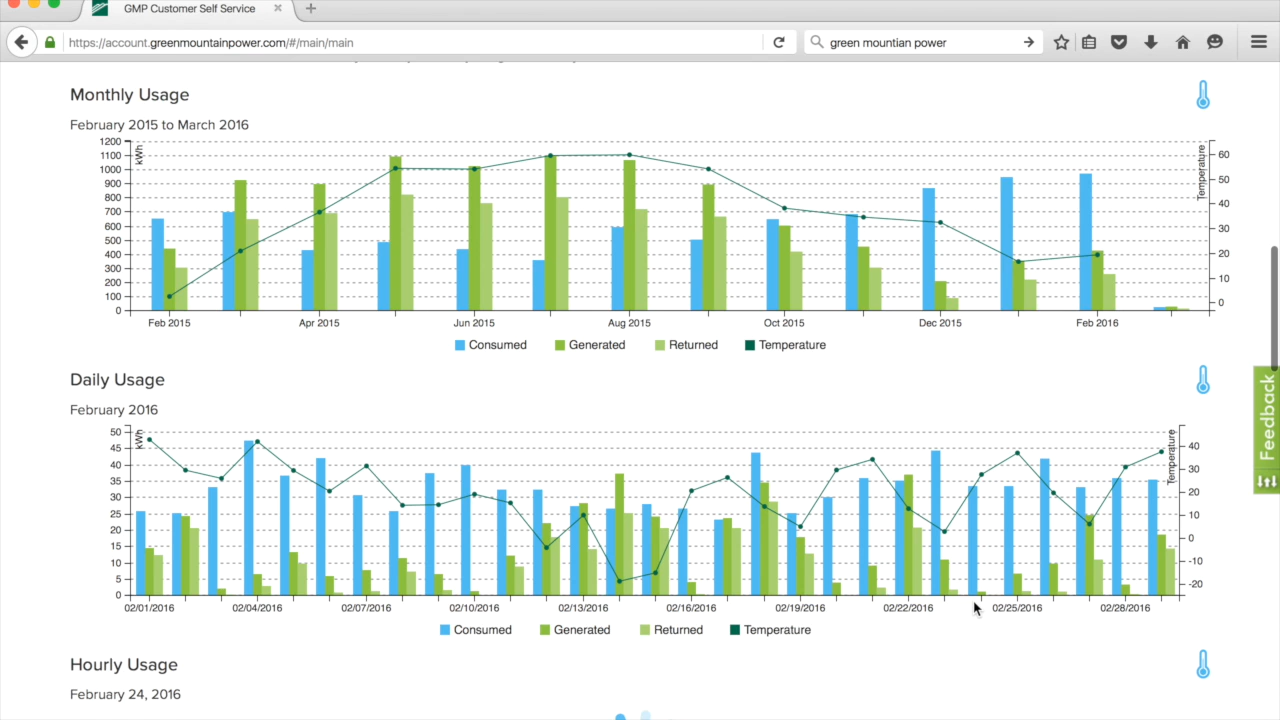 GMP Customer Self Service
https://account.greenmountainpower.com/#/main/main
green mountian power
Monthly Usage
February 2015 to March 2016
kWh
1200
1100
1000
900
800
700
600
500
400
300
200
100
0
Temperature
60
50
40
30
20
10
0
Feb 2015 Apr 2015 Jun 2015 Aug 2015 Oct 2015 Dec 2015 Feb 2016
Consumed Generated Returned Temperature
Feedback
Daily Usage
February 2016
kWh
50
45
40
35
30
25
20
15
10
5
0
Temperature
40
30
20
10
0
-10
-20
02/01/2016 02/04/2016 02/07/2016 02/10/2016 02/13/2016 02/16/2016 02/19/2016 02/22/2016 02/25/2016 02/28/2016
Consumed Generated Returned Temperature
Hourly Usage
February 24, 2016